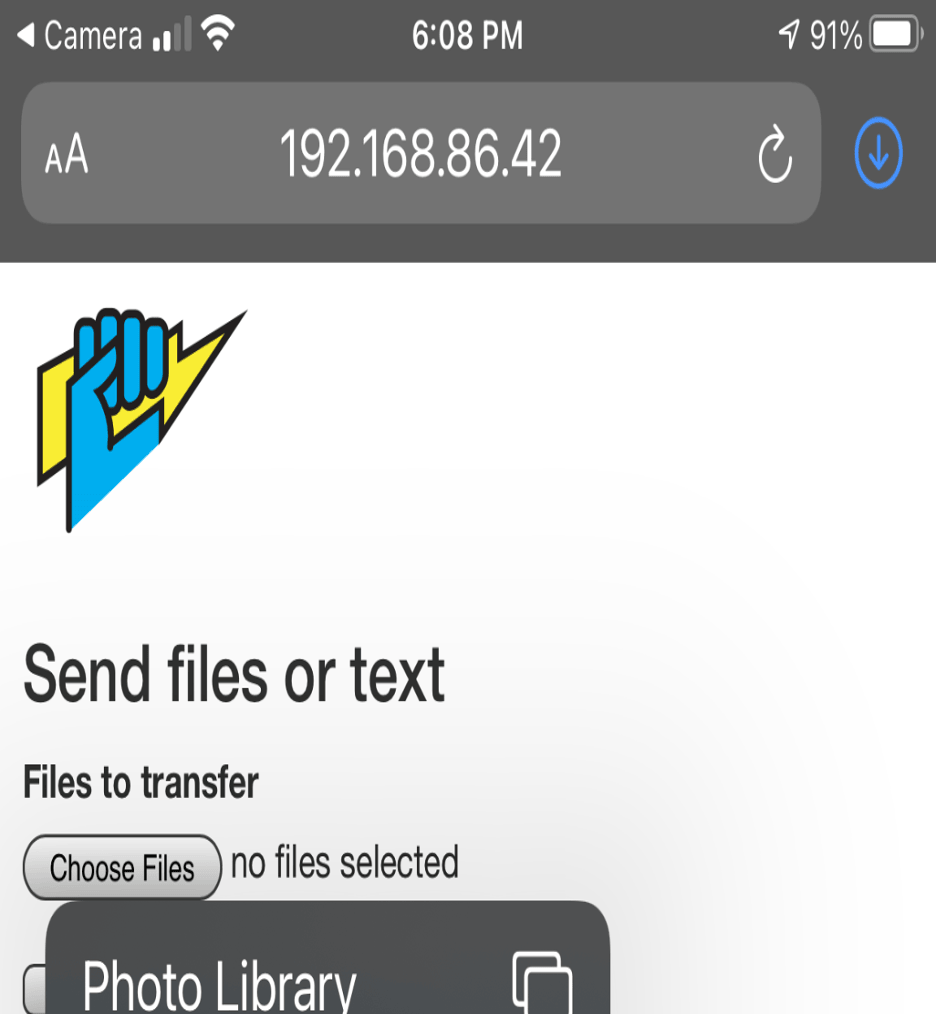 Camera 6:08 PM 91%
AA 192.168.86.42
Send files or text
Files to transfer
Choose Files no files selected
Photo Library